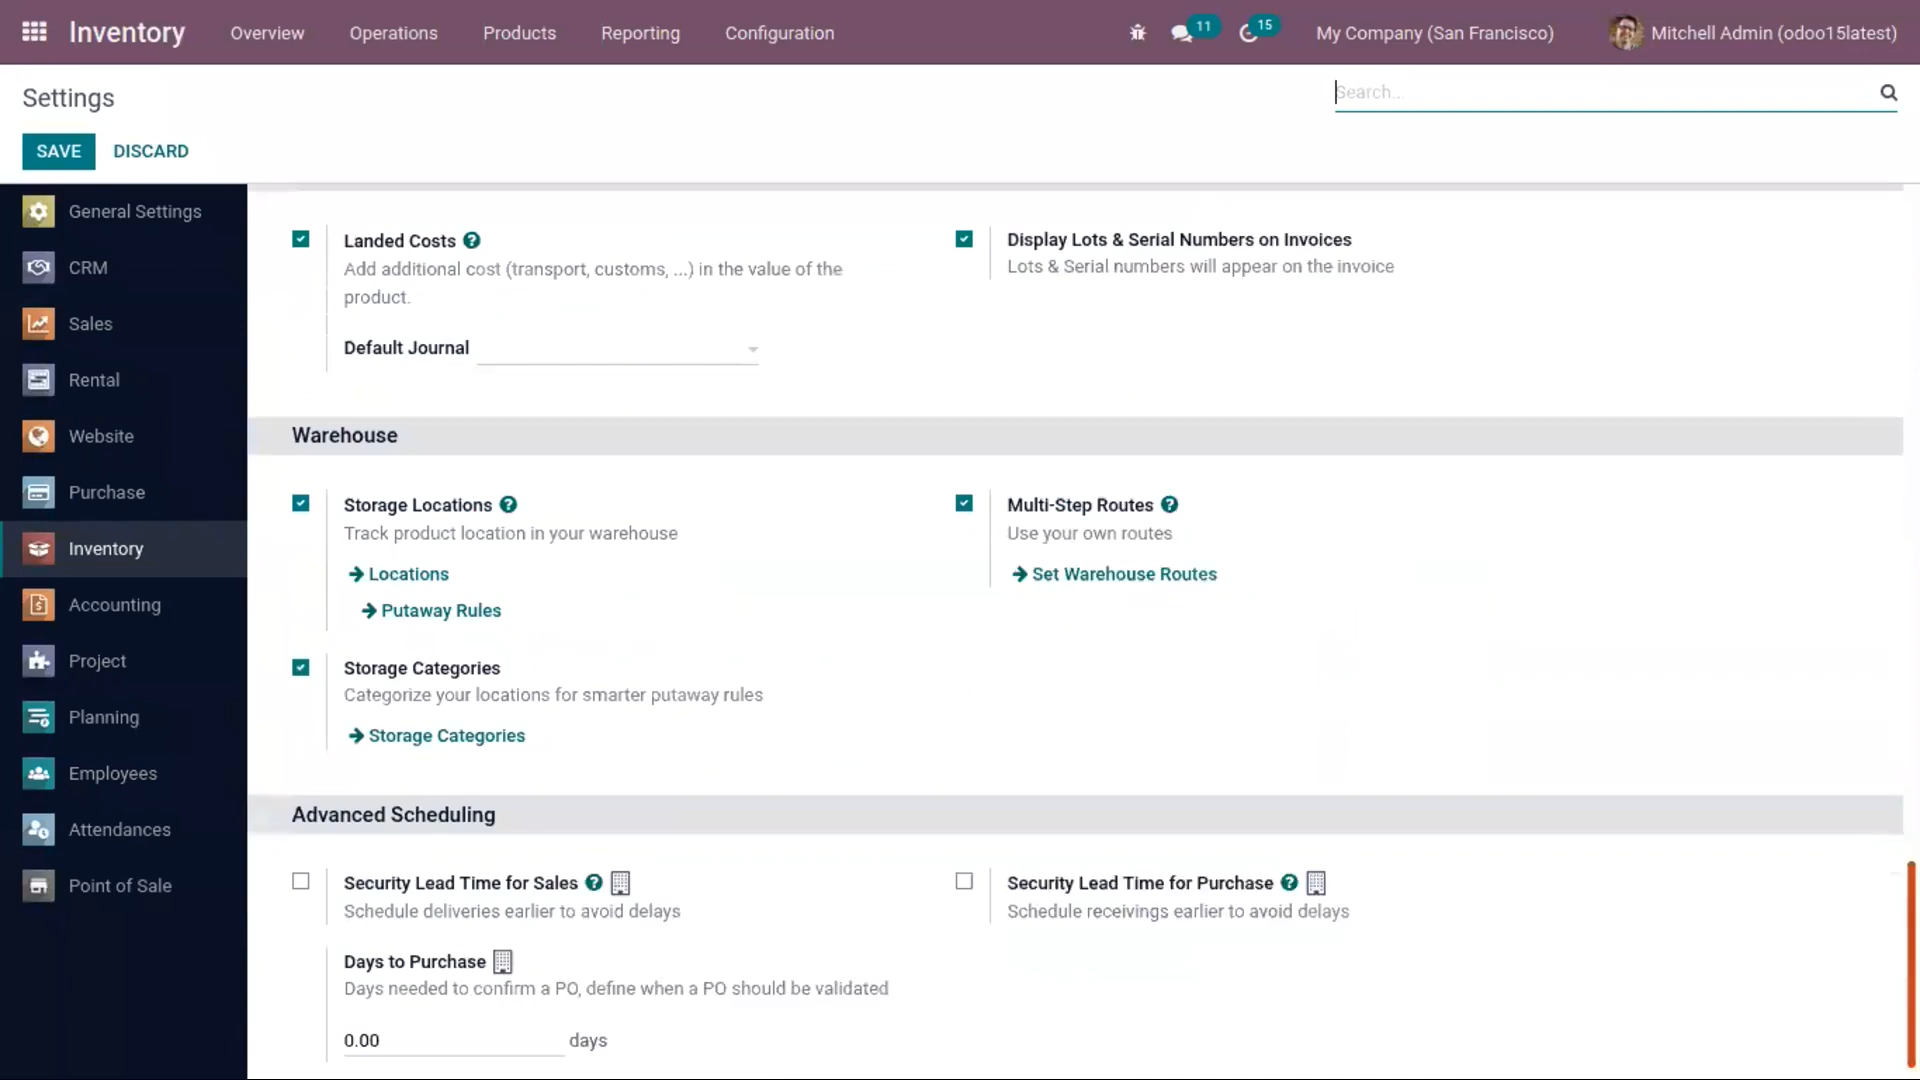 Inventory Overview Operations Products Reporting Configuration 11 15 My Company (San Francisco) Mitchell Admin (odoo15latest)
Settings
Search...
SAVE DISCARD
General Settings
CRM
Sales
Rental
Website
Purchase
Inventory
Accounting
Project
Planning
Employees
Attendances
Point of Sale
Landed Costs ?
Add additional cost (transport, customs, ...) in the value of the
product.
Default Journal
Display Lots & Serial Numbers on Invoices
Lots & Serial numbers will appear on the invoice
Warehouse
Storage Locations ?
Track product location in your warehouse
Locations
Putaway Rules
Multi-Step Routes ?
Use your own routes
Set Warehouse Routes
Storage Categories
Categorize your locations for smarter putaway rules
Storage Categories
Advanced Scheduling
Security Lead Time for Sales ?
Schedule deliveries earlier to avoid delays
Security Lead Time for Purchase ?
Schedule receivings earlier to avoid delays
Days to Purchase
Days needed to confirm a PO, define when a PO should be validated
0.00 days